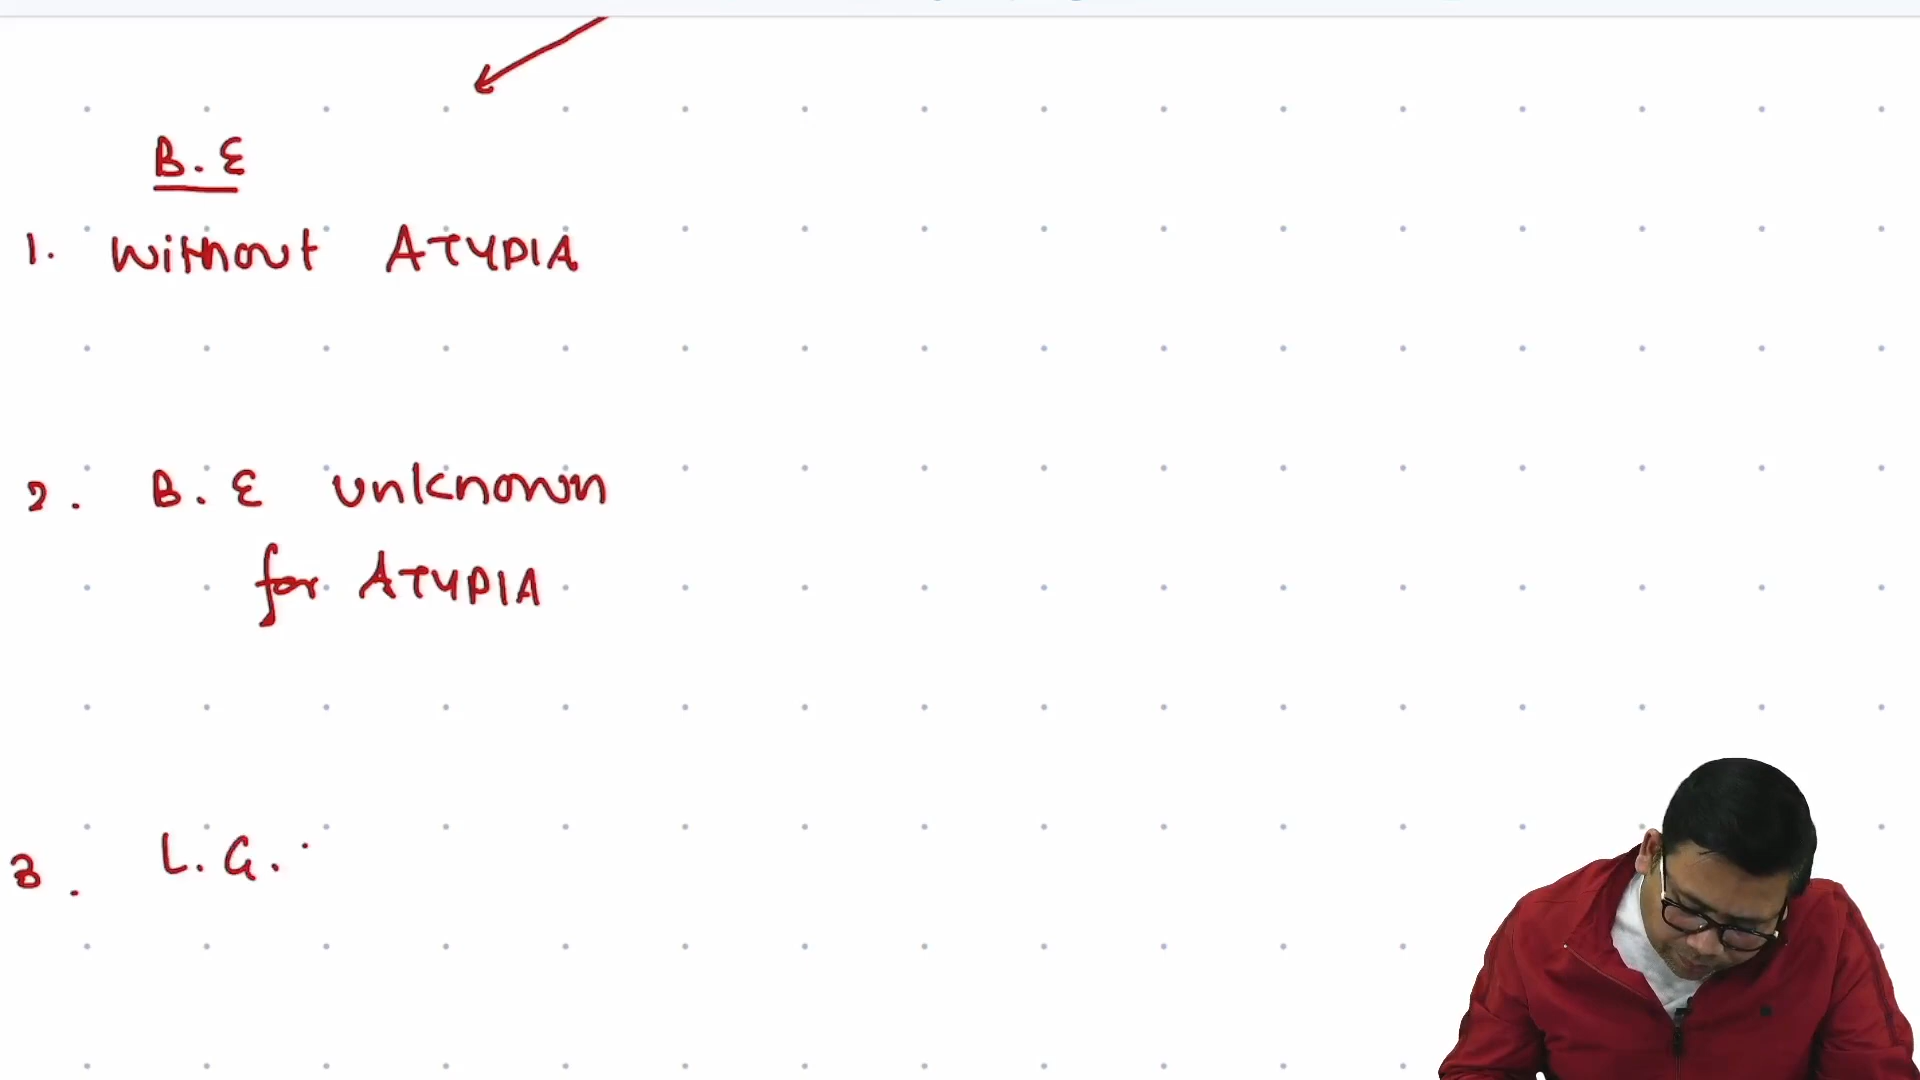 B.E
1. Without ATYPIA
2. B.E unknown
for ATYPIA
3. L.G.